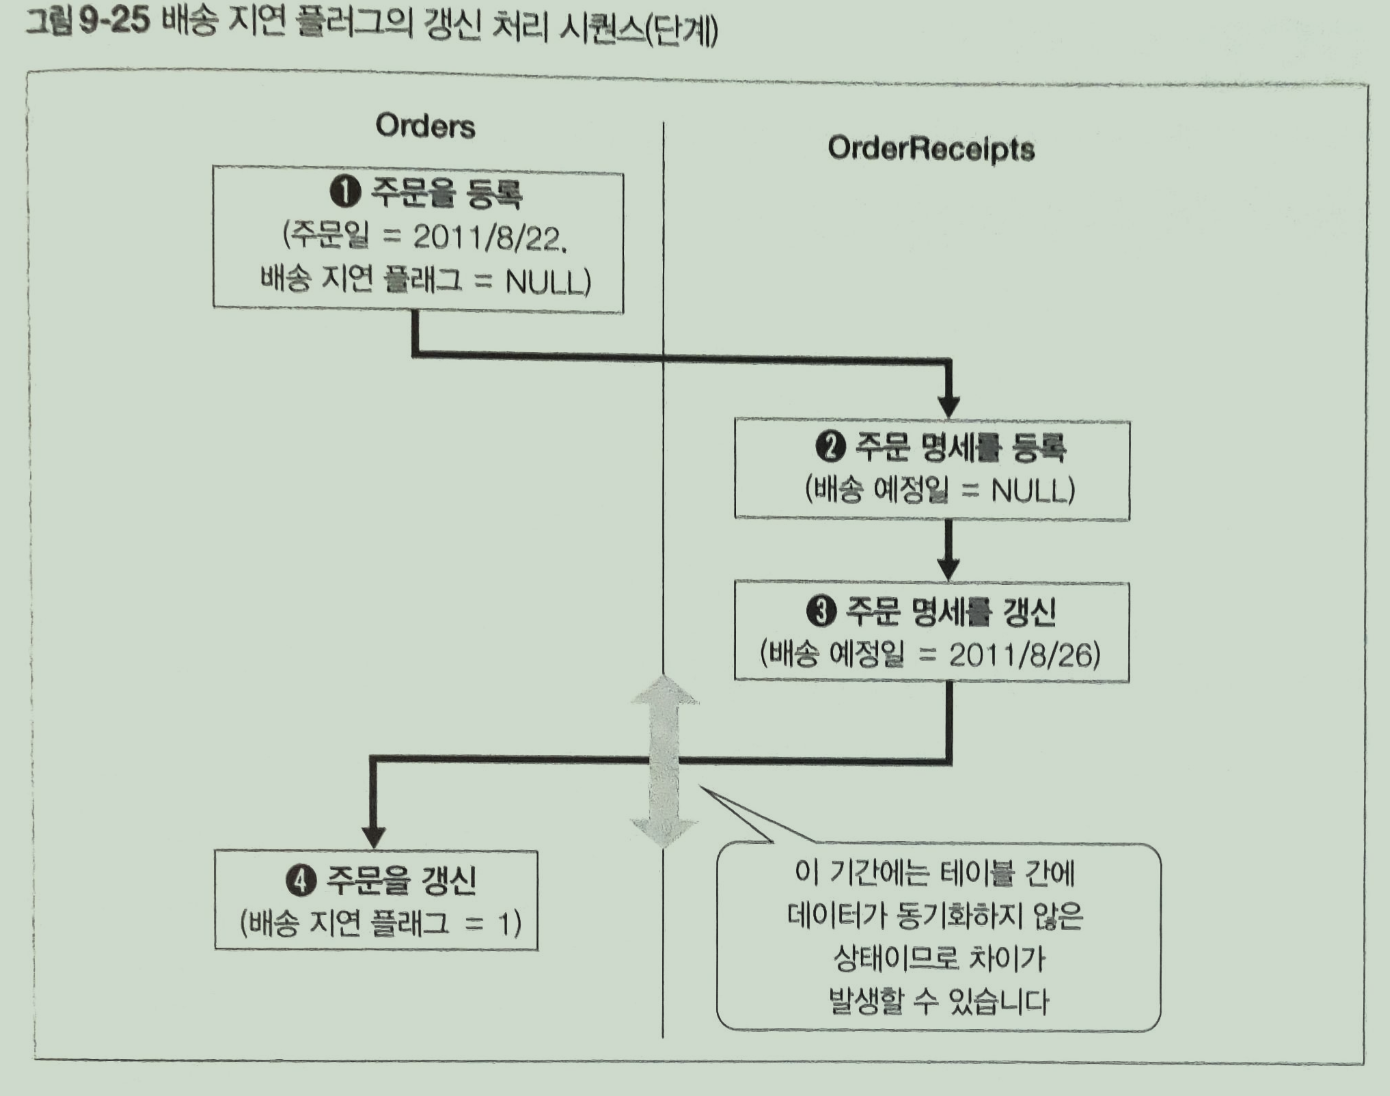 그림 9-25 배송 지연 플러그의 갱신 처리 시퀀스(단계)
Orders
OrderReceipts
❶ 주문을 등록
(주문일 = 2011/8/22.
배송 지연 플래그 = NULL)
❷ 주문 명세를 등록
(배송 예정일 = NULL)
❸ 주문 명세를 갱신
(배송 예정일 = 2011/8/26)
❹ 주문을 갱신
(배송 지연 플래그 = 1)
이 기간에는 테이블 간에
데이터가 동기화하지 않은
상태이므로 차이가
발생할 수 있습니다